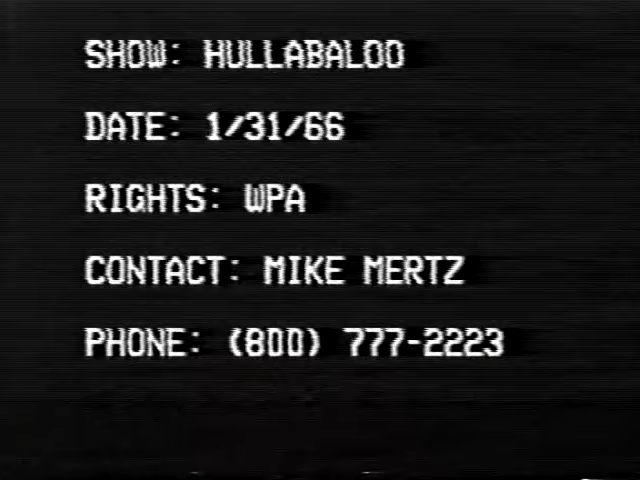 SHOW: HULLABALOO
DATE: 1/31/66
RIGHTS: WPA
CONTACT: MIKE MERTZ
PHONE: (800) 777-2223